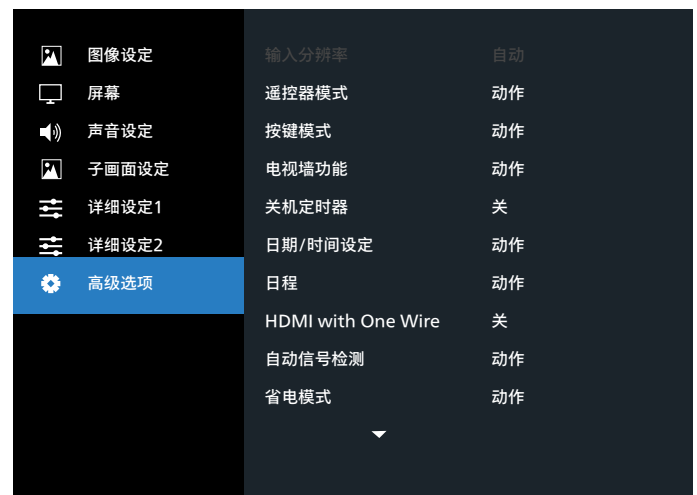 图像设定
屏幕
声音设定
子画面设定
详细设定1
详细设定2
高级选项
输入分辨率 自动
遥控器模式 动作
按键模式 动作
电视墙功能 动作
关机定时器 关
日期/时间设定 动作
日程 动作
HDMI with One Wire 关
自动信号检测 动作
省电模式 动作